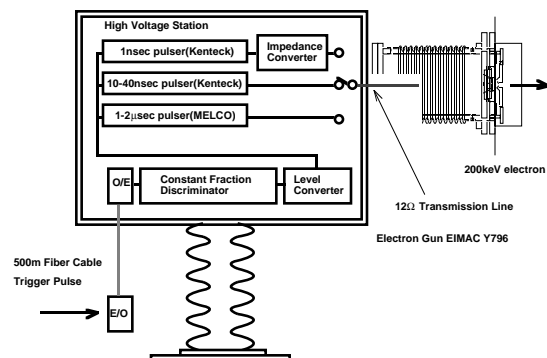 High Voltage Station
1nsec pulser(Kenteck)
Impedance
Converter
10-40nsec pulser(Kenteck)
1-2μsec pulser(MELCO)
200keV electron
O/E
Constant Fraction
Discriminator
Level
Converter
12Ω Transmission Line
Electron Gun EIMAC Y796
500m Fiber Cable
Trigger Pulse
E/O